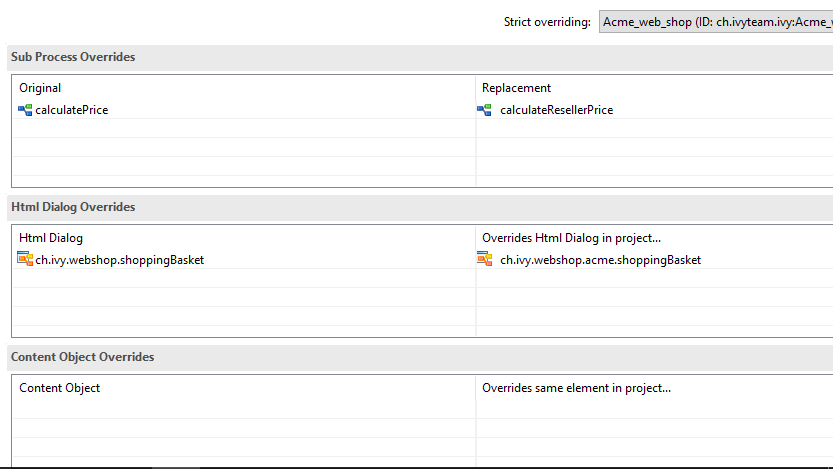 Strict overriding: Acme_web_shop (ID: ch.ivyteam.ivy:Acme_
Sub Process Overrides
Original Replacement
calculatePrice calculateResellerPrice
Html Dialog Overrides
Html Dialog Overrides Html Dialog in project...
ch.ivy.webshop.shoppingBasket ch.ivy.webshop.acme.shoppingBasket
Content Object Overrides
Content Object Overrides same element in project...